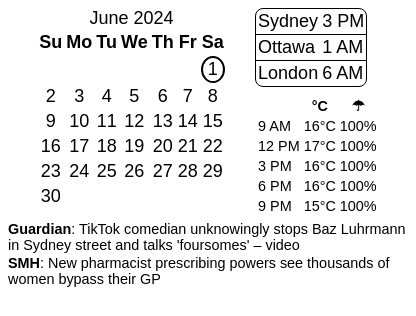 June 2024
Su Mo Tu We Th Fr Sa
1
2 3 4 5 6 7 8
9 10 11 12 13 14 15
16 17 18 19 20 21 22
23 24 25 26 27 28 29
30
Sydney 3 PM
Ottawa 1 AM
London 6 AM
°C ☂
9 AM 16°C 100%
12 PM 17°C 100%
3 PM 16°C 100%
6 PM 16°C 100%
9 PM 15°C 100%
Guardian: TikTok comedian unknowingly stops Baz Luhrmann
in Sydney street and talks 'foursomes' – video
SMH: New pharmacist prescribing powers see thousands of
women bypass their GP